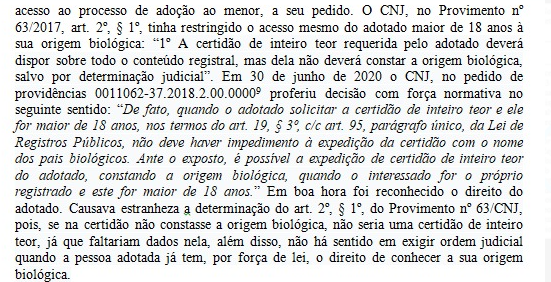 acesso ao processo de adoção ao menor, a seu pedido. O CNJ, no Provimento nº
63/2017, art. 2º, § 1º, tinha restringido o acesso mesmo do adotado maior de 18 anos à
sua origem biológica: “1º A certidão de inteiro teor requerida pelo adotado deverá
dispor sobre todo o conteúdo registral, mas dela não deverá constar a origem biológica,
salvo por determinação judicial”. Em 30 de junho de 2020 o CNJ, no pedido de
providências 0011062-37.2018.2.00.0000⁹ proferiu decisão com força normativa no
seguinte sentido: “De fato, quando o adotado solicitar a certidão de inteiro teor e ele
for maior de 18 anos, nos termos do art. 19, § 3º, c/c art. 95, parágrafo único, da Lei de
Registros Públicos, não deve haver impedimento à expedição da certidão com o nome
dos pais biológicos. Ante o exposto, é possível a expedição de certidão de inteiro teor
do adotado, constando a origem biológica, quando o interessado for o próprio
registrado e este for maior de 18 anos.” Em boa hora foi reconhecido o direito do
adotado. Causava estranheza a determinação do art. 2º, § 1º, do Provimento nº 63/CNJ,
pois, se na certidão não constasse a origem biológica, não seria uma certidão de inteiro
teor, já que faltariam dados nela, além disso, não há sentido em exigir ordem judicial
quando a pessoa adotada já tem, por força de lei, o direito de conhecer a sua origem
biológica.